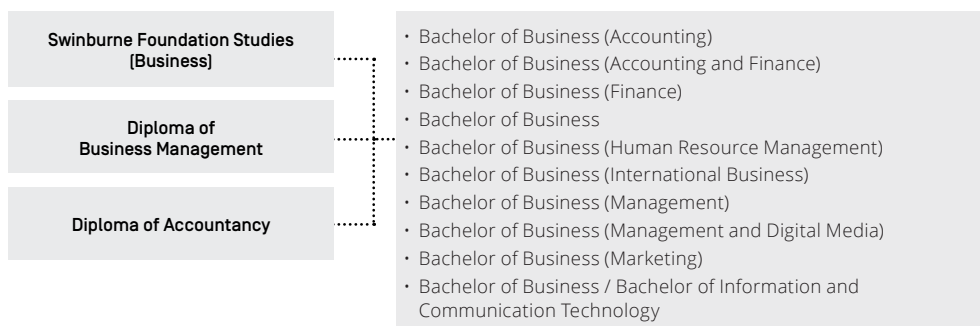 Swinburne Foundation Studies
(Business)
Diploma of
Business Management
Diploma of Accountancy
• Bachelor of Business (Accounting)
• Bachelor of Business (Accounting and Finance)
• Bachelor of Business (Finance)
• Bachelor of Business
• Bachelor of Business (Human Resource Management)
• Bachelor of Business (International Business)
• Bachelor of Business (Management)
• Bachelor of Business (Management and Digital Media)
• Bachelor of Business (Marketing)
• Bachelor of Business / Bachelor of Information and
Communication Technology